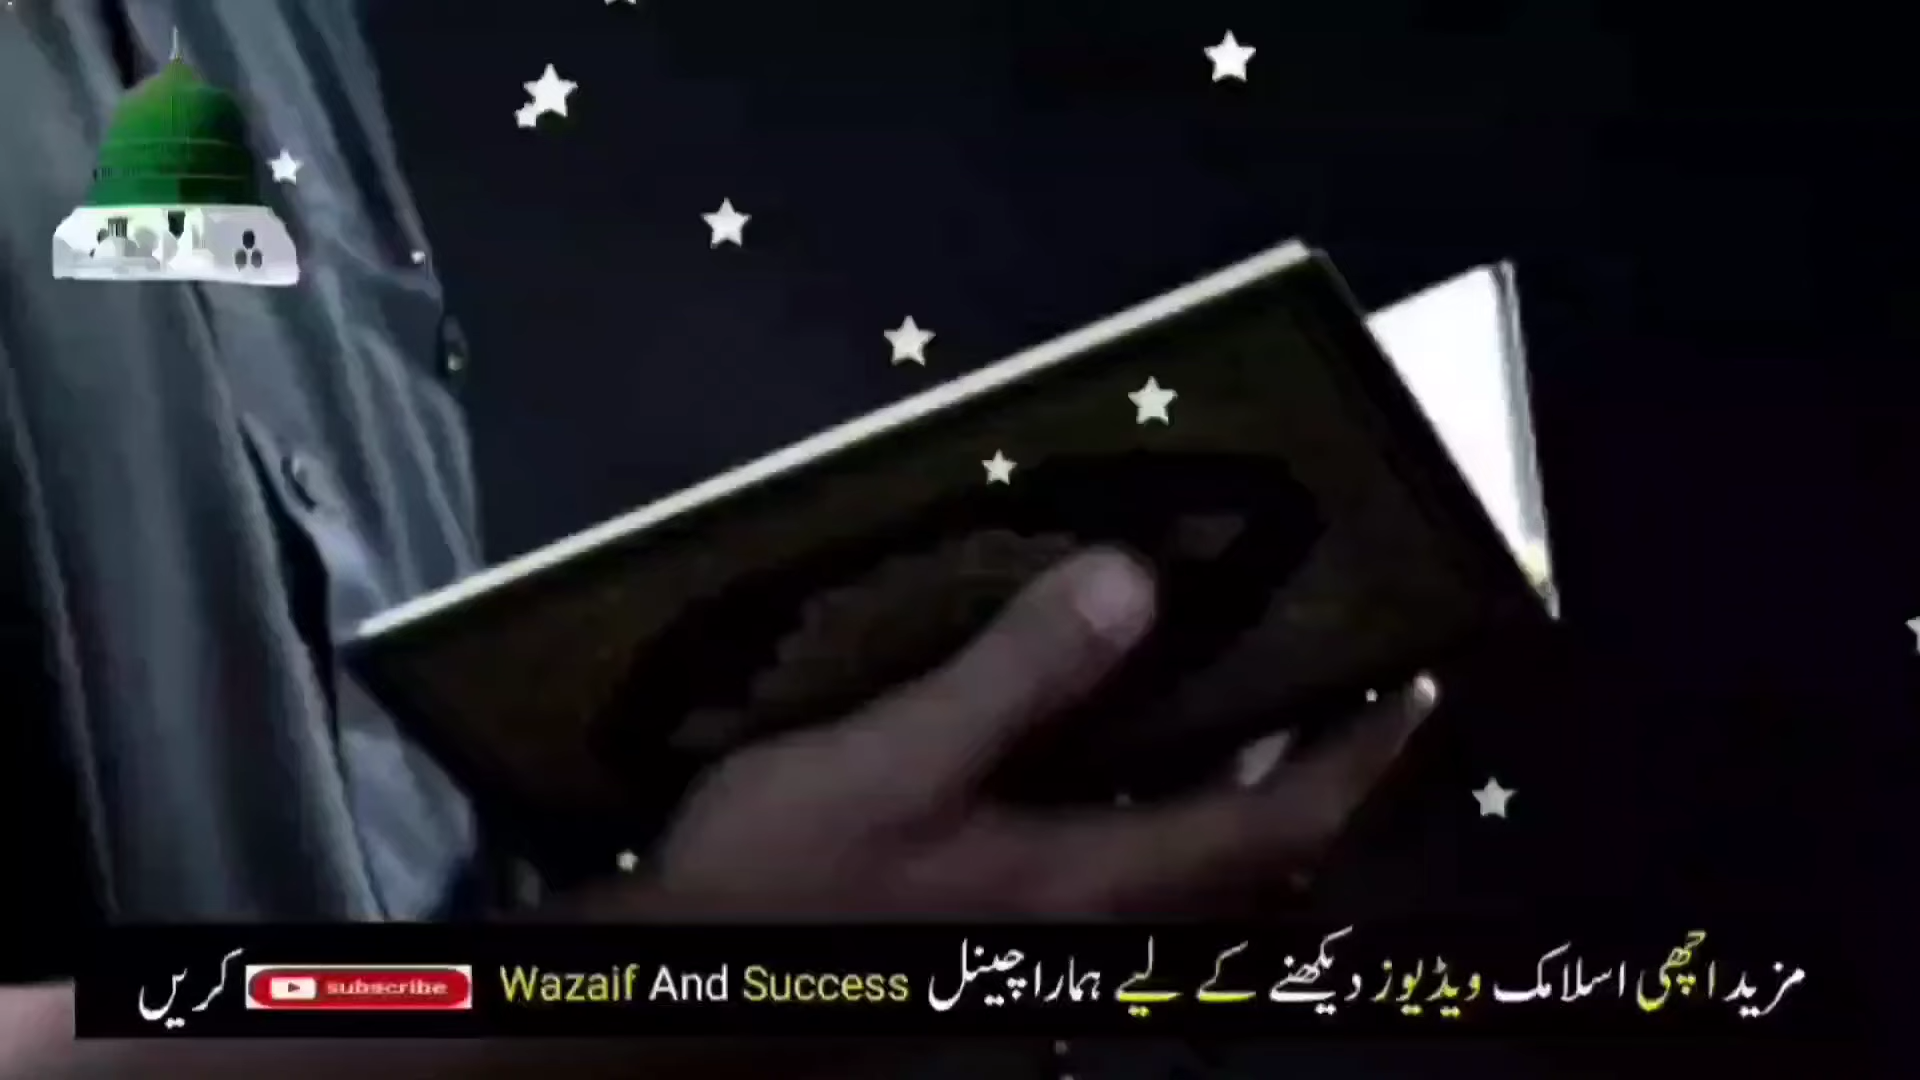 مزید اچھی اسلامک ویڈیوز دیکھنے کے لیے ہمارا چینل Wazaif And Success subscribe کریں